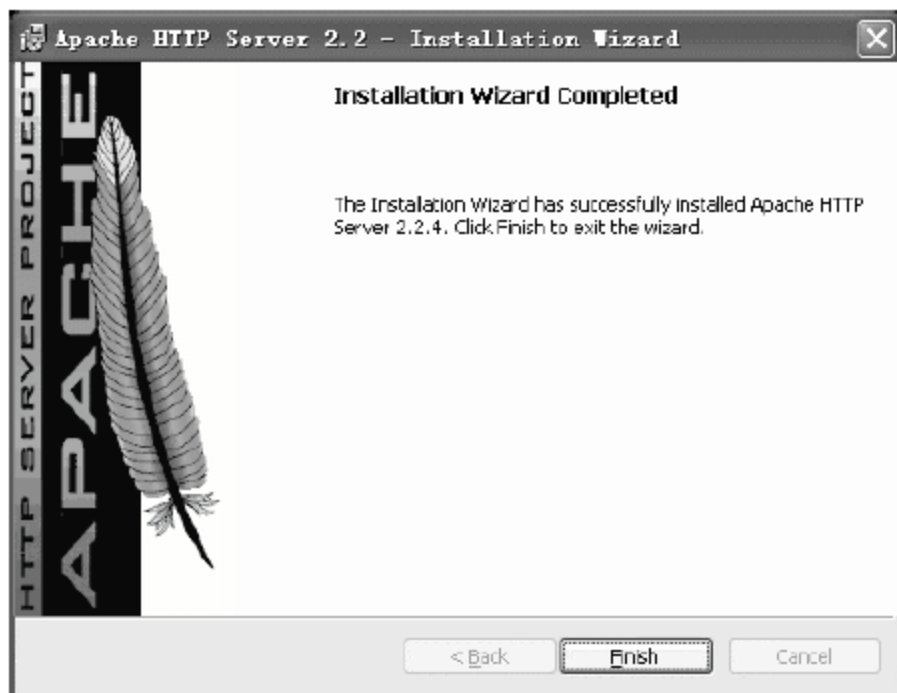 Apache HTTP Server 2.2 - Installation Wizard
HTTP SERVER PROJECT
APACHE
Installation Wizard Completed
The Installation Wizard has successfully installed Apache HTTP
Server 2.2.4. Click Finish to exit the wizard.
< Back
Finish
Cancel